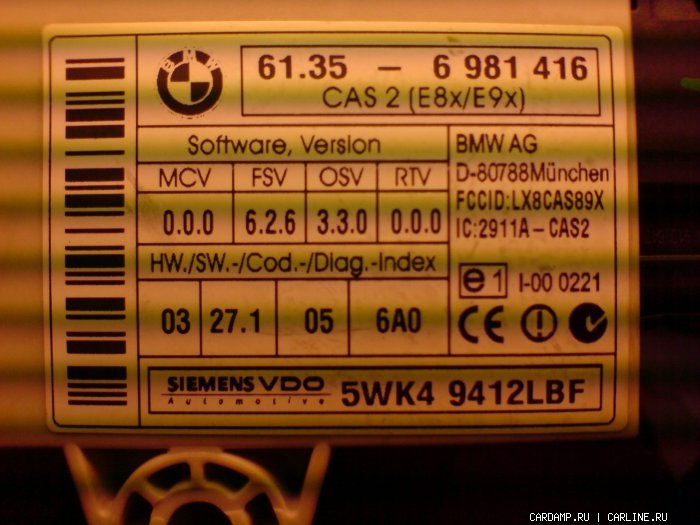 BMW
61.35 – 6 981 416
CAS 2 (E8x/E9x)
Software, Version
MCV FSV OSV RTV
0.0.0 6.2.6 3.3.0 0.0.0
HW./SW.-/Cod.-/Diag.-Index
03 27.1 05 6A0
BMW AG
D-80788München
FCCID:LX8CAS89X
IC:2911A–CAS2
e1 I-00 0221
CE
SIEMENS VDO
Automotive
5WK4 9412LBF
CARDAMP.RU | CARLINE.RU